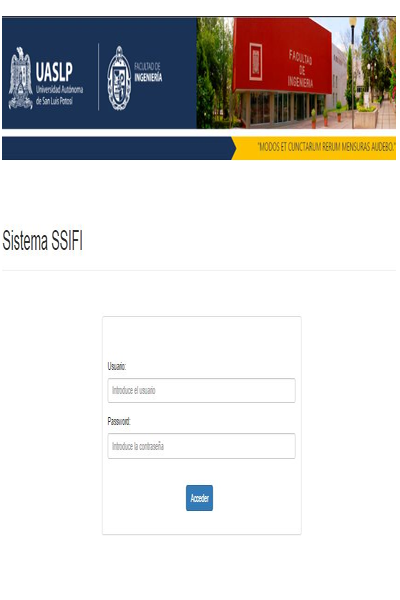 UASLP
Universidad Autónoma
de San Luis Potosí
FACULTAD DE
INGENIERÍA
FACULTAD
DE
INGENIERIA
"MODOS ET CUNCTARUM RERUM MENSURAS AUDEBO."
Sistema SSIFI
Usuario:
Introduce el usuario
Password:
Introduce la contraseña
Acceder